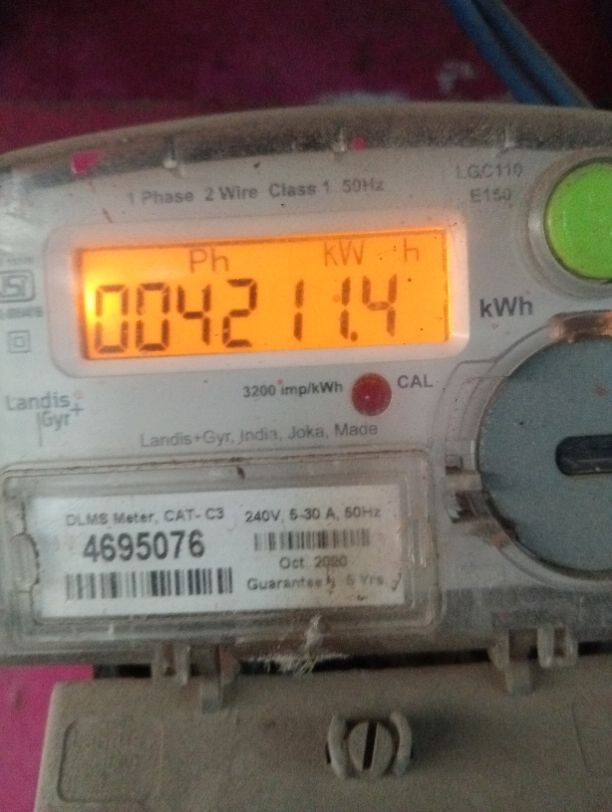 LGC110
E150
1 Phase 2 Wire Class 1 50Hz
Ph kW h
004211.4
kWh
3200 imp/kWh
CAL
Landis
Gyr+
Landis+Gyr, India, Joka, Made
DLMS Meter, CAT- C3
4695076
240V, 5-30 A, 50Hz
Oct. 2020
Guarantee 5 Yrs